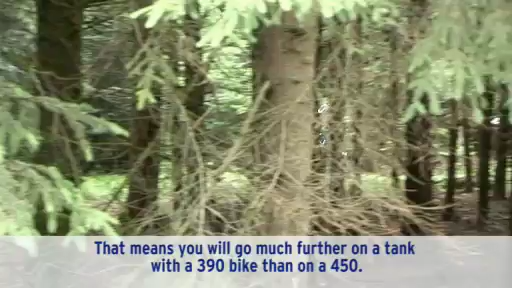 That means you will go much further on a tank
with a 390 bike than on a 450.